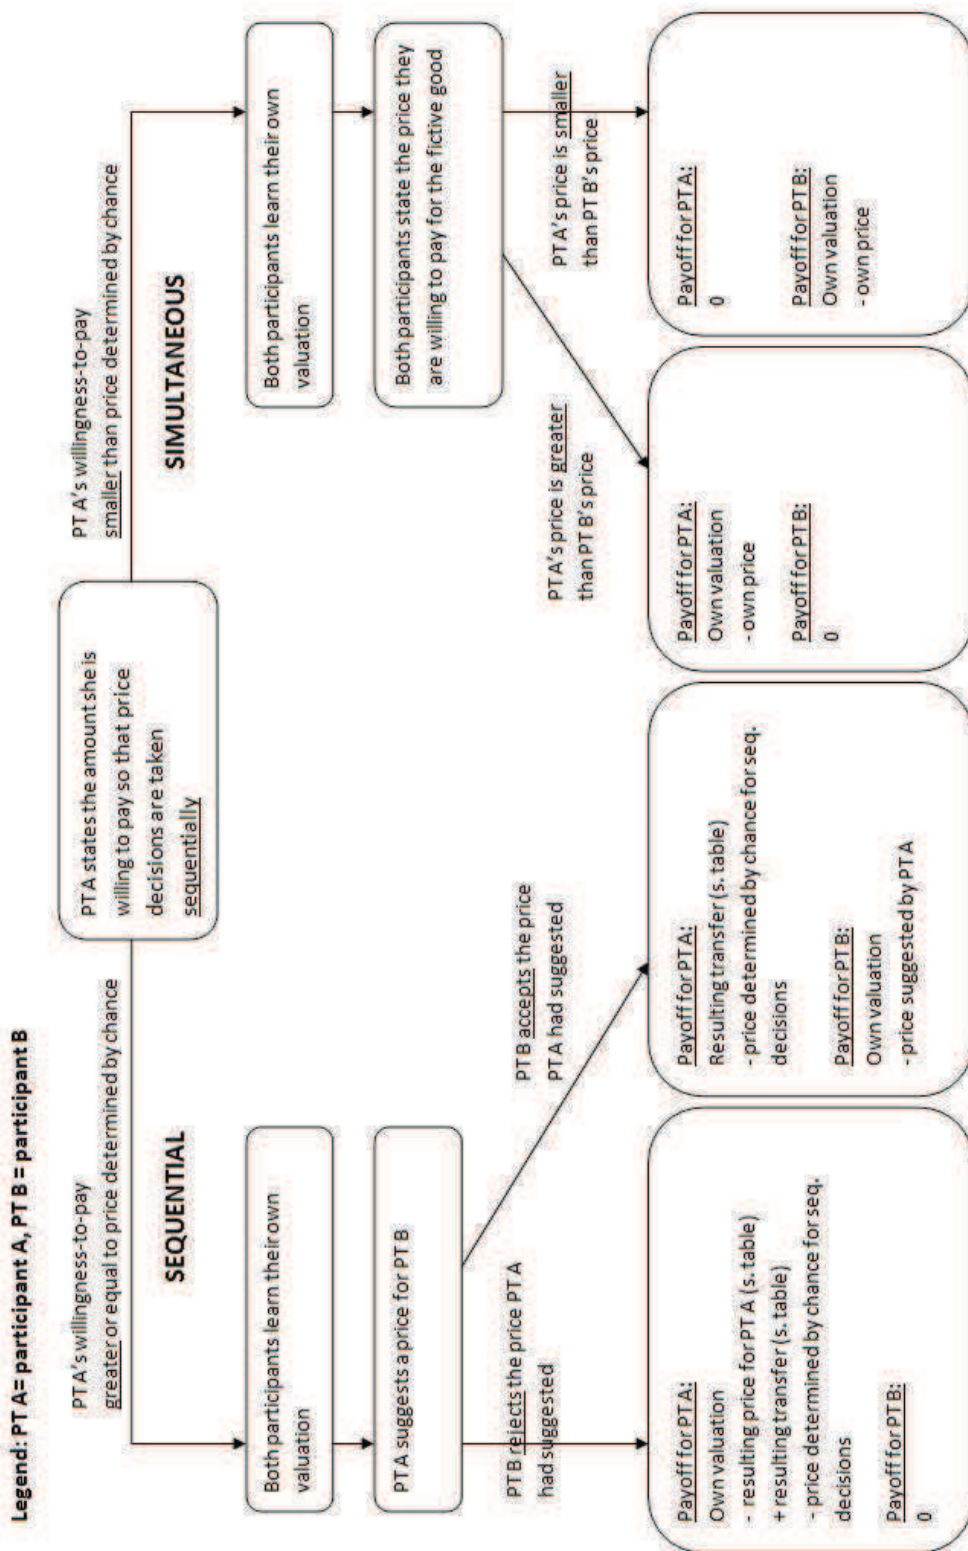 Legend: PT A= participant A, PT B = participant B
PT A states the amount she is
willing to pay so that price
decisions are taken
sequentially
PT A's willingness-to-pay
greater or equal to price determined by chance
SEQUENTIAL
Both participants learn their own
valuation
PT A suggests a price for PT B
PT B rejects the price PT A
had suggested
PT B accepts the price
PT A had suggested
Payoff for PT A:
Own valuation
- resulting price for PT A (s. table)
+ resulting transfer (s. table)
- price determined by chance for seq.
decisions
Payoff for PT B:
0
Payoff for PT A:
Resulting transfer (s. table)
- price determined by chance for seq.
decisions
Payoff for PT B:
Own valuation
- price suggested by PT A
PT A's willingness-to-pay
smaller than price determined by chance
SIMULTANEOUS
Both participants learn their own
valuation
Both participants state the price they
are willing to pay for the fictive good
PT A's price is greater
than PT B's price
PT A's price is smaller
than PT B's price
Payoff for PT A:
Own valuation
- own price
Payoff for PT B:
0
Payoff for PT A:
0
Payoff for PT B:
Own valuation
- own price